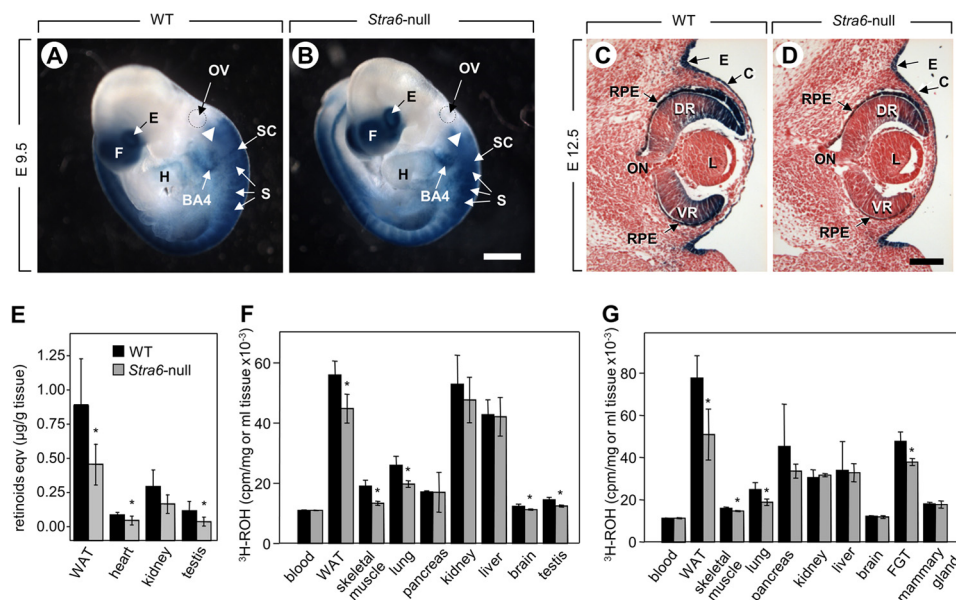 WT
Stra6-null
WT
Stra6-null
E 9.5
A
OV
E
F
SC
H
BA4
S
B
OV
E
F
SC
H
BA4
S
E 12.5
C
E
C
RPE
DR
ON
L
VR
RPE
D
E
C
RPE
DR
ON
L
VR
RPE
E
retinoids eqv (µg/g tissue)
1.25
1.00
0.75
0.50
0.25
0.00
WT
Stra6-null
*
*
*
WAT
heart
kidney
testis
F
³H-ROH (cpm/mg or ml tissue x10⁻³)
60
40
20
0
*
*
*
*
*
blood
WAT
skeletal
muscle
lung
pancreas
kidney
liver
brain
testis
G
³H-ROH (cpm/mg or ml tissue x10⁻³)
80
60
40
20
0
*
*
*
*
blood
WAT
skeletal
muscle
lung
pancreas
kidney
liver
brain
FGT
mammary
gland